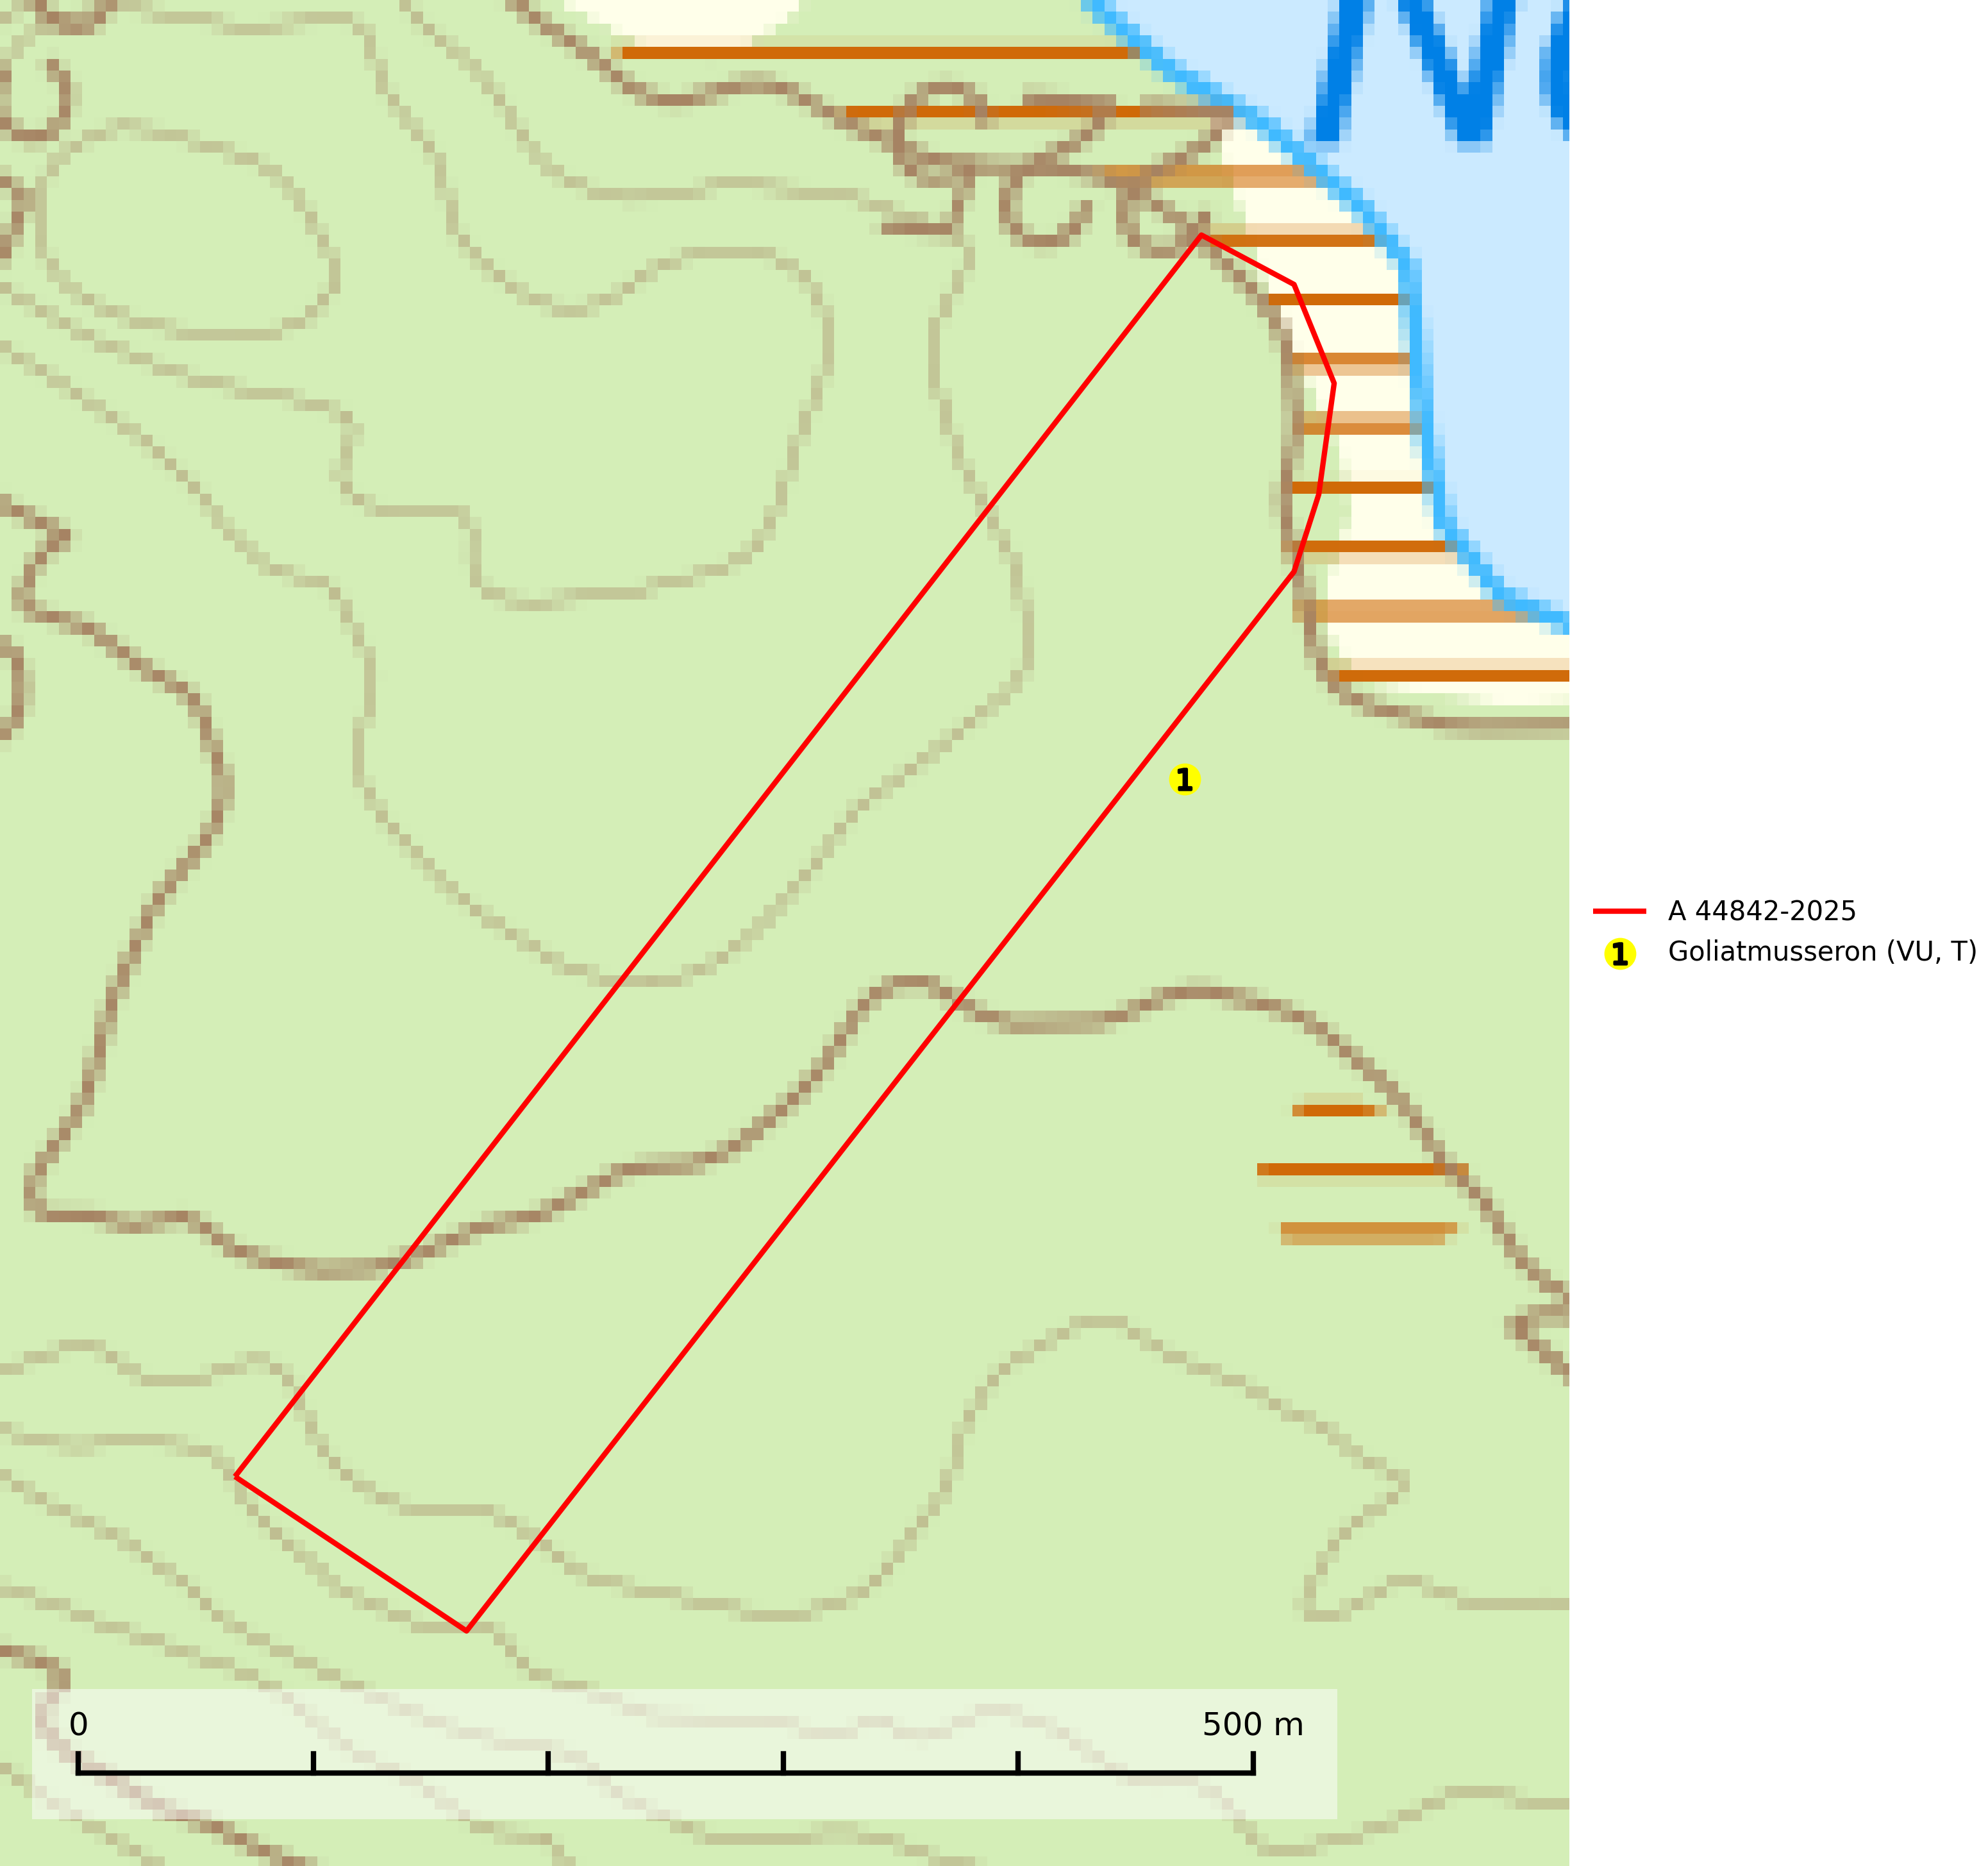 1
A 44842-2025
1 Goliatmusseron (VU, T)
0 500 m